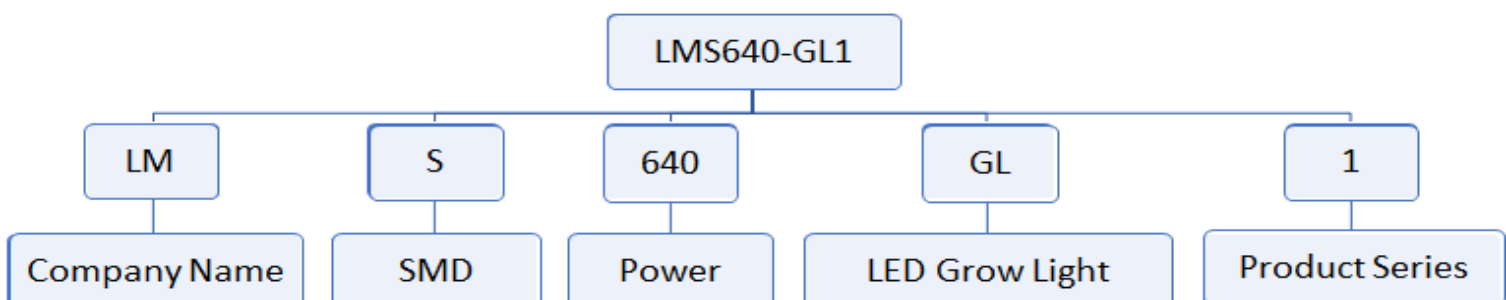 LMS640-GL1
LM
S
640
GL
1
Company Name
SMD
Power
LED Grow Light
Product Series